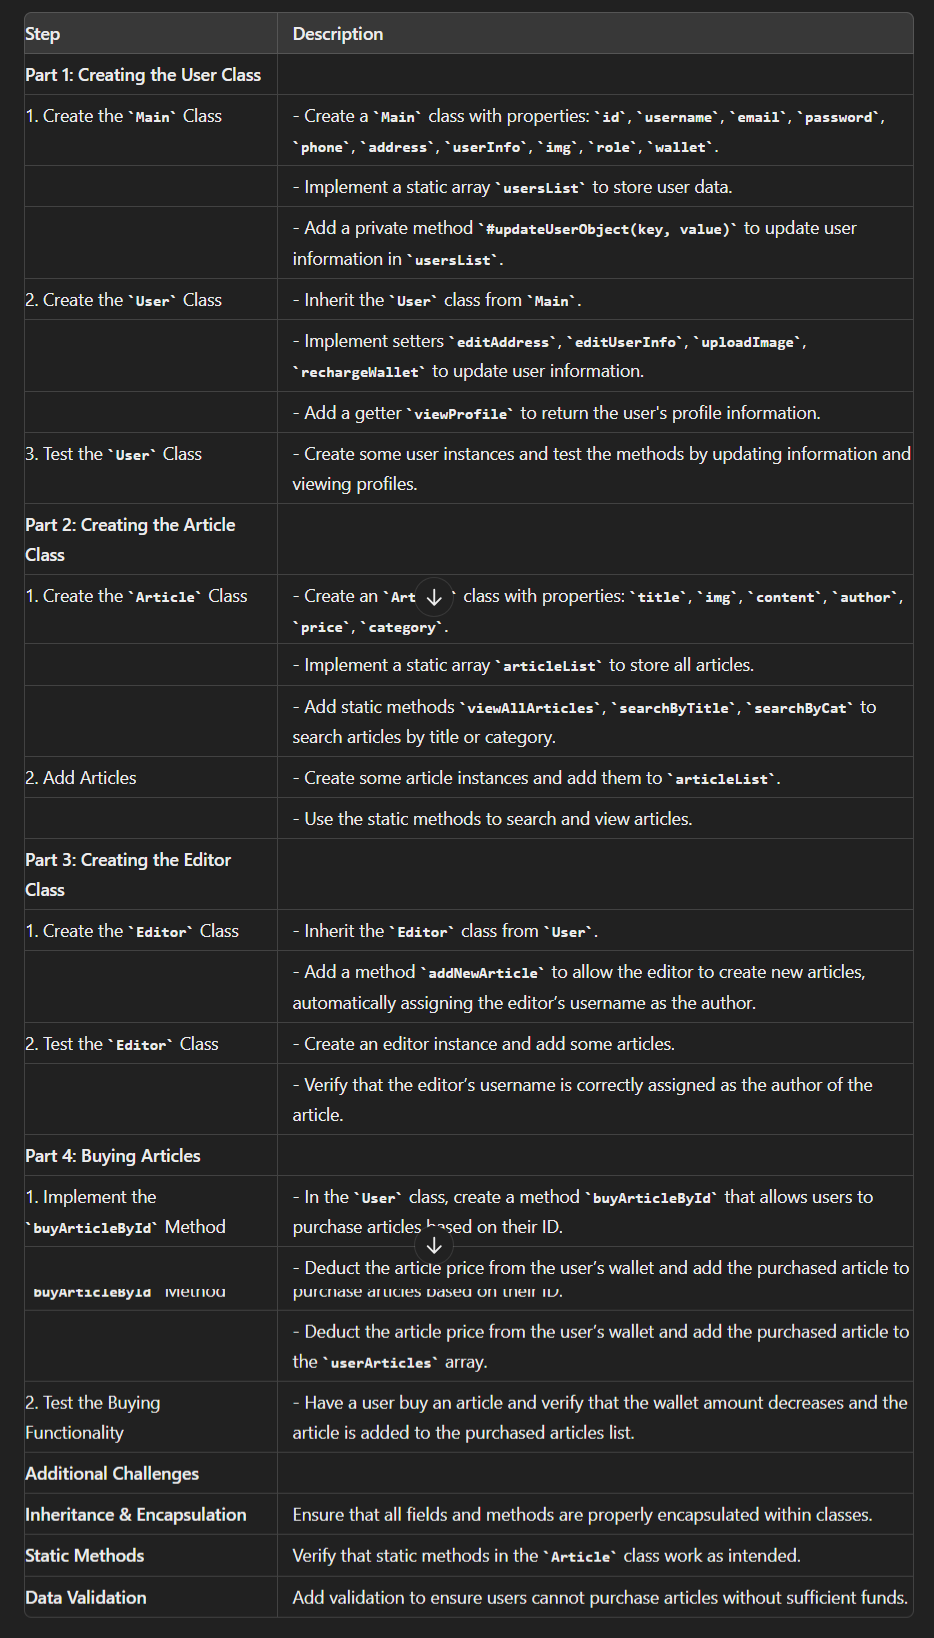 Step Description
Part 1: Creating the User Class
1. Create the `Main` Class - Create a `Main` class with properties: `id`, `username`, `email`, `password`,
`phone`, `address`, `userInfo`, `img`, `role`, `wallet`.
- Implement a static array `usersList` to store user data.
- Add a private method `#updateUserObject(key, value)` to update user
information in `usersList`.
2. Create the `User` Class - Inherit the `User` class from `Main`.
- Implement setters `editAddress`, `editUserInfo`, `uploadImage`,
`rechargeWallet` to update user information.
- Add a getter `viewProfile` to return the user's profile information.
3. Test the `User` Class - Create some user instances and test the methods by updating information and
viewing profiles.
Part 2: Creating the Article
Class
1. Create the `Article` Class - Create an `Art ` class with properties: `title`, `img`, `content`, `author`,
`price`, `category`.
- Implement a static array `articleList` to store all articles.
- Add static methods `viewAllArticles`, `searchByTitle`, `searchByCat` to
search articles by title or category.
2. Add Articles - Create some article instances and add them to `articleList`.
- Use the static methods to search and view articles.
Part 3: Creating the Editor
Class
1. Create the `Editor` Class - Inherit the `Editor` class from `User`.
- Add a method `addNewArticle` to allow the editor to create new articles,
automatically assigning the editor’s username as the author.
2. Test the `Editor` Class - Create an editor instance and add some articles.
- Verify that the editor’s username is correctly assigned as the author of the
article.
Part 4: Buying Articles
1. Implement the - In the `User` class, create a method `buyArticleById` that allows users to
`buyArticleById` Method purchase articles based on their ID.
- Deduct the article price from the user’s wallet and add the purchased article to
buyArticleById Method purchase articles based on their ID.
- Deduct the article price from the user’s wallet and add the purchased article to
the `userArticles` array.
2. Test the Buying - Have a user buy an article and verify that the wallet amount decreases and the
Functionality article is added to the purchased articles list.
Additional Challenges
Inheritance & Encapsulation Ensure that all fields and methods are properly encapsulated within classes.
Static Methods Verify that static methods in the `Article` class work as intended.
Data Validation Add validation to ensure users cannot purchase articles without sufficient funds.